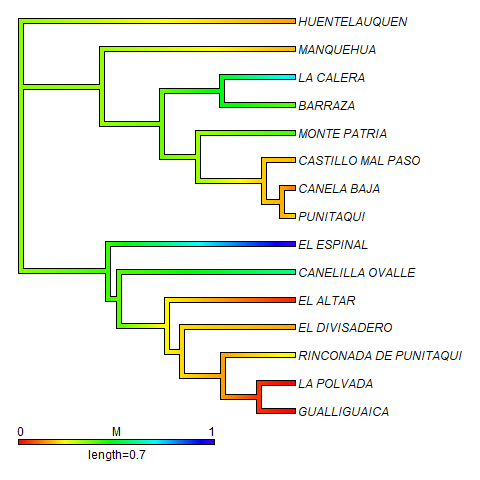 HUENTELAUQUEN
MANQUEHUA
LA CALERA
BARRAZA
MONTE PATRIA
CASTILLO MAL PASO
CANELA BAJA
PUNITAQUI
EL ESPINAL
CANELILLA OVALLE
EL ALTAR
EL DIVISADERO
RINCONADA DE PUNITAQUI
LA POLVADA
GUALLIGUAICA
0 M 1
length=0.7